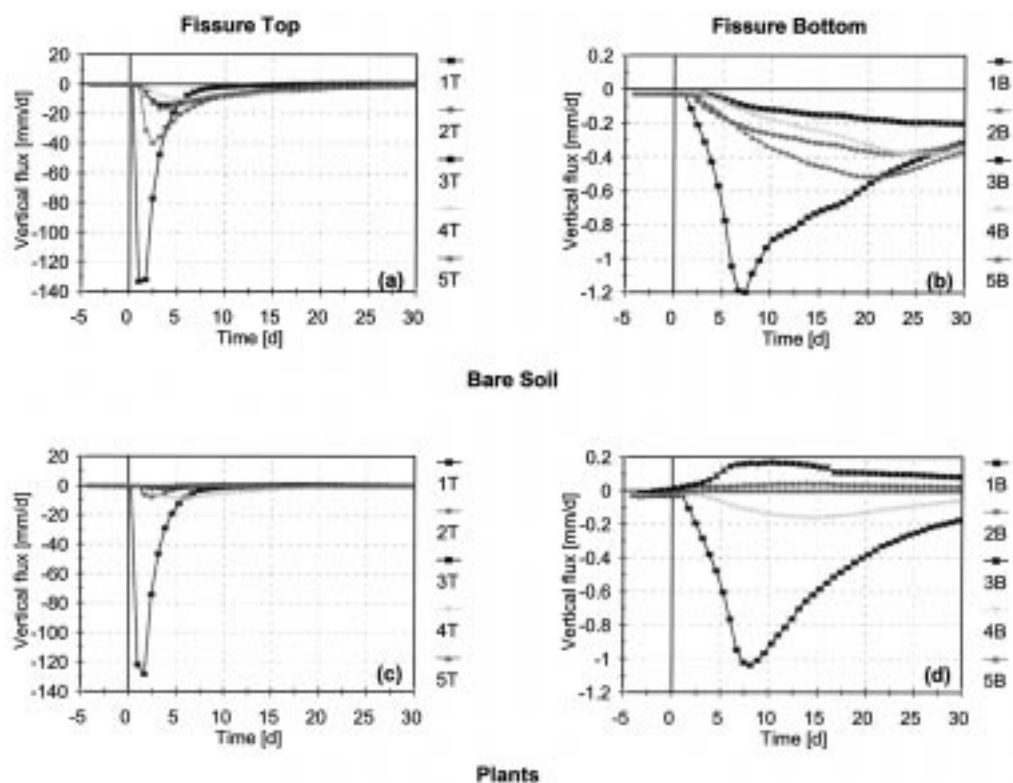 Fissure Top
Fissure Bottom
Vertical flux [mm/d]
20
0
-20
-40
-60
-80
-100
-120
-140
-5
0
5
10
15
20
25
30
Time [d]
(a)
1T
2T
3T
4T
5T
Vertical flux [mm/d]
0.2
0
-0.2
-0.4
-0.6
-0.8
-1
-1.2
-5
0
5
10
15
20
25
30
Time [d]
(b)
1B
2B
3B
4B
5B
Bare Soil
Vertical flux [mm/d]
20
0
-20
-40
-60
-80
-100
-120
-140
-5
0
5
10
15
20
25
30
Time [d]
(c)
1T
2T
3T
4T
5T
Vertical flux [mm/d]
0.2
0
-0.2
-0.4
-0.6
-0.8
-1
-1.2
-5
0
5
10
15
20
25
30
Time [d]
(d)
1B
2B
3B
4B
5B
Plants